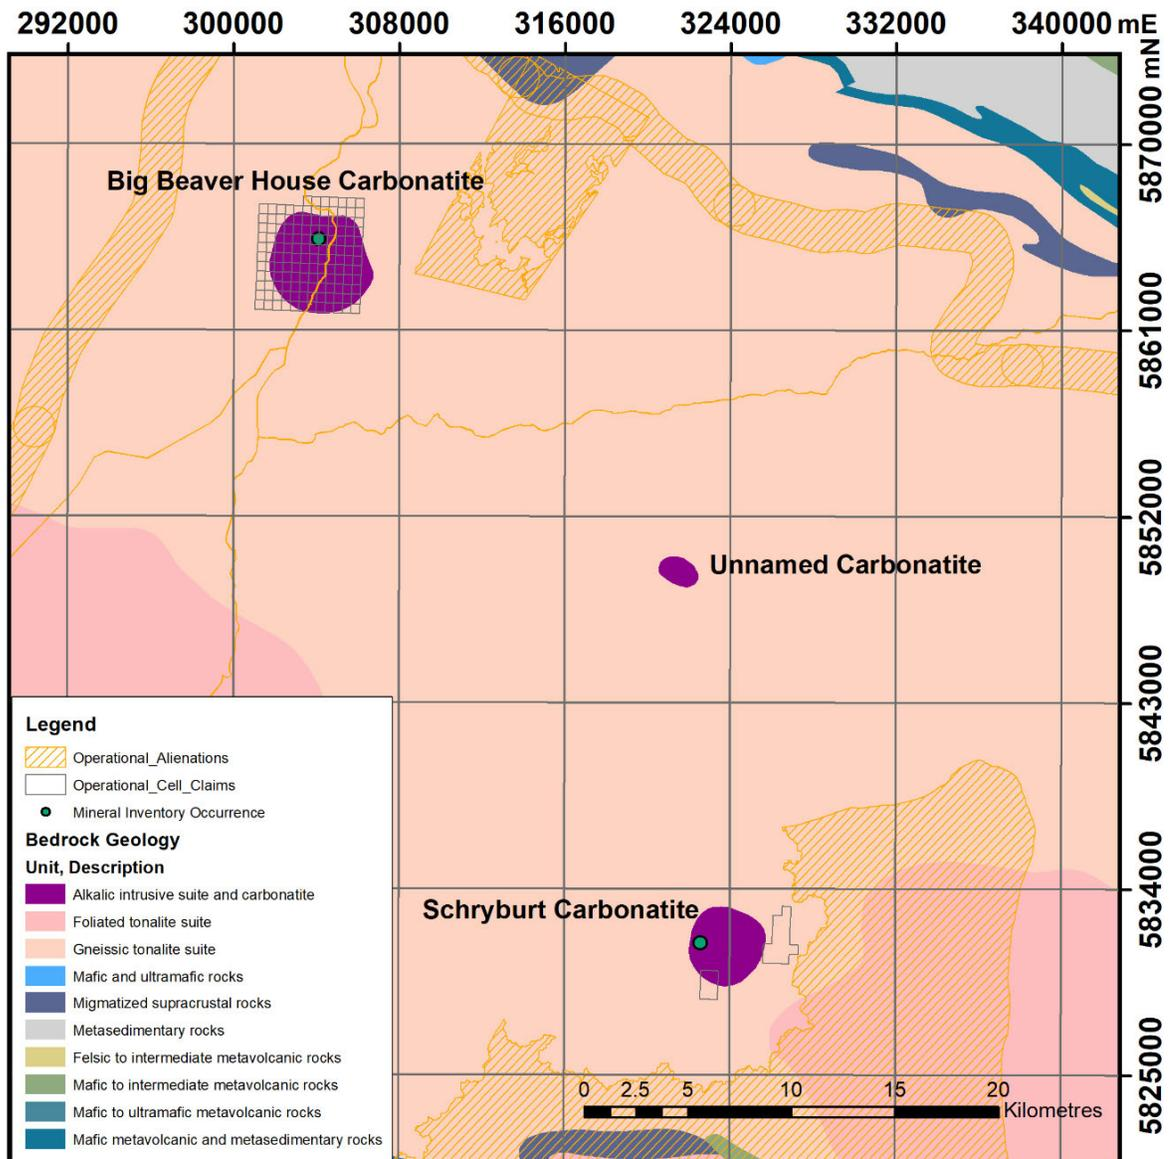 292000 300000 308000 316000 324000 332000 340000 mE
5870000 mN
Big Beaver House Carbonatite
5861000
5852000
Unnamed Carbonatite
5843000
Legend
Operational_Alienations
Operational_Cell_Claims
Mineral Inventory Occurrence
Bedrock Geology
Unit, Description
Alkalic intrusive suite and carbonatite
Foliated tonalite suite
Gneissic tonalite suite
Mafic and ultramafic rocks
Migmatized supracrustal rocks
Metasedimentary rocks
Felsic to intermediate metavolcanic rocks
Mafic to intermediate metavolcanic rocks
Mafic to ultramafic metavolcanic rocks
Mafic metavolcanic and metasedimentary rocks
5834000
Schryburt Carbonatite
5825000
0 2.5 5 10 15 20
Kilometres